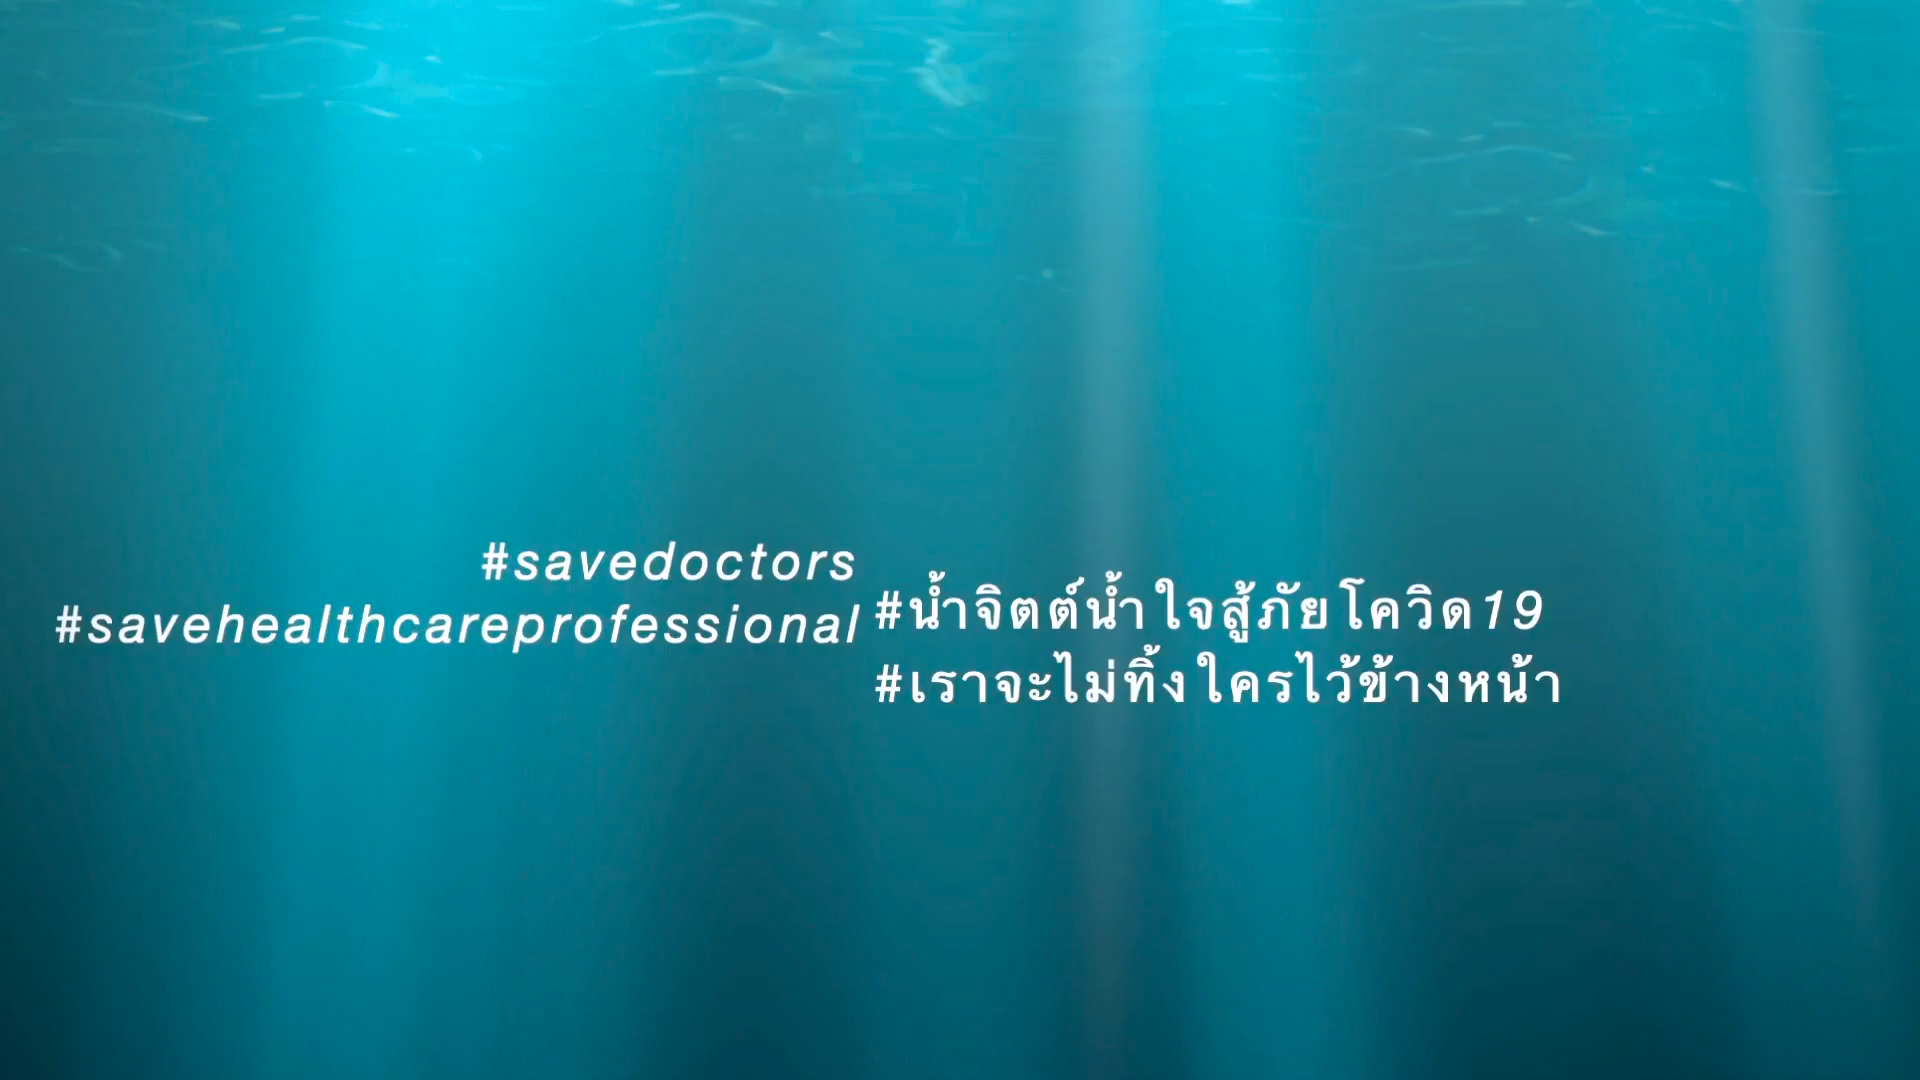 #savedoctors
#savehealthcareprofessional
#น้ำจิตต์น้ำใจสู้ภัยโควิด19
#เราจะไม่ทิ้งใครไว้ข้างหน้า